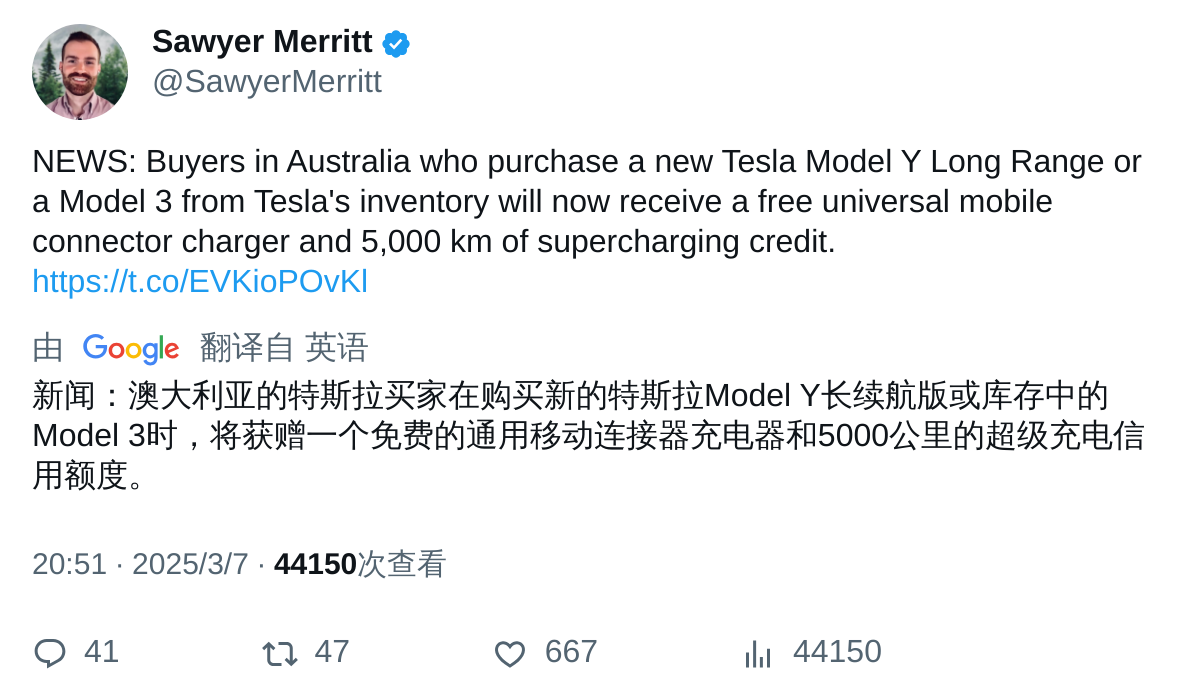 Sawyer Merritt
@SawyerMerritt
NEWS: Buyers in Australia who purchase a new Tesla Model Y Long Range or
a Model 3 from Tesla's inventory will now receive a free universal mobile
connector charger and 5,000 km of supercharging credit.
https://t.co/EVKioPOvKl
由 Google 翻译自 英语
新闻：澳大利亚的特斯拉买家在购买新的特斯拉Model Y长续航版或库存中的
Model 3时，将获赠一个免费的通用移动连接器充电器和5000公里的超级充电信
用额度。
20:51 · 2025/3/7 · 44150次查看
41 47 667 44150